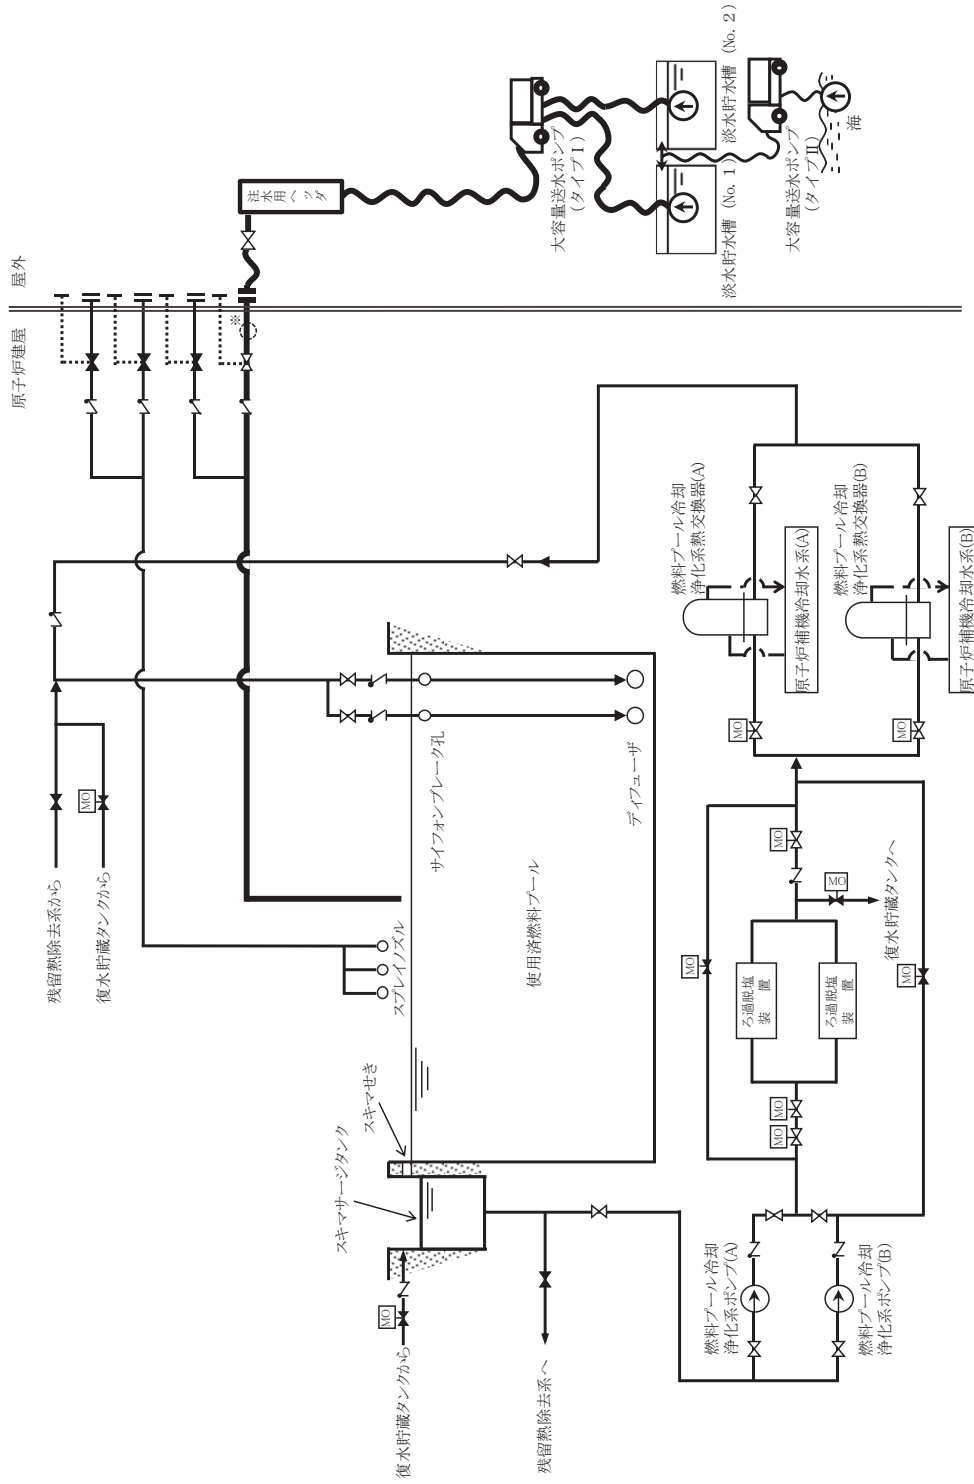 屋外
原子炉建屋
※
注水用ヘッダ
大容量送水ポンプ
（タイプⅠ）
淡水貯水槽（No. 1）
淡水貯水槽（No. 2）
大容量送水ポンプ
（タイプⅡ）
海
残留熱除去系から
MO
復水貯蔵タンクから
スプレイノズル
サイフォンブレーク孔
ディフューザ
使用済燃料プール
スキマせき
スキマサージタンク
MO
復水貯蔵タンクから
残留熱除去系へ
燃料プール冷却
浄化系ポンプ(A)
燃料プール冷却
浄化系ポンプ(B)
MO
MO
ろ過脱塩
装　置
ろ過脱塩
装　置
MO
MO
MO
MO
復水貯蔵タンクへ
MO
MO
燃料プール冷却
浄化系熱交換器(A)
原子炉補機冷却水系(A)
燃料プール冷却
浄化系熱交換器(B)
原子炉補機冷却水系(B)